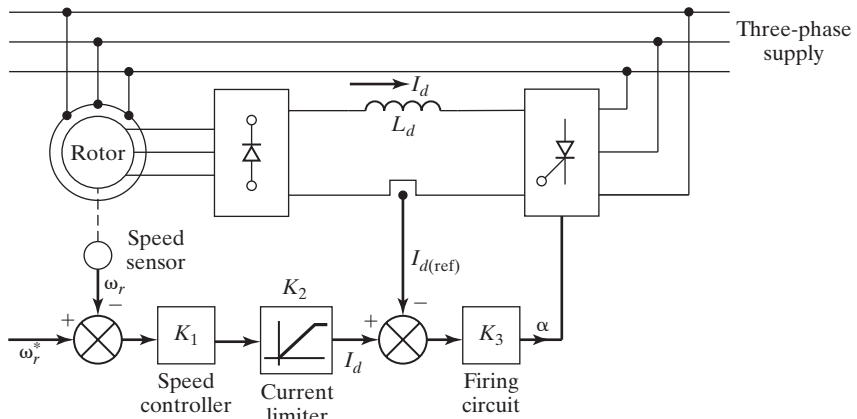 Three-phase
supply
I_d
L_d
Rotor
Speed
sensor
ω_r
I_d(ref)
K_2
+
−
+
−
ω_r^*
K_1
I_d
K_3
α
Speed
controller
Current
limiter
Firing
circuit